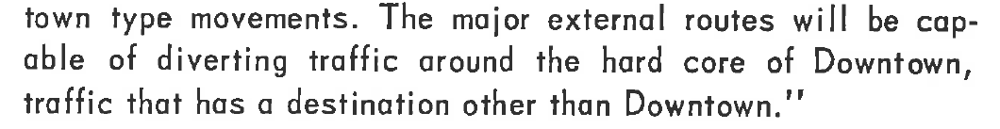 town type movements. The major external routes will be cap-
able of diverting traffic around the hard core of Downtown,
traffic that has a destination other than Downtown."